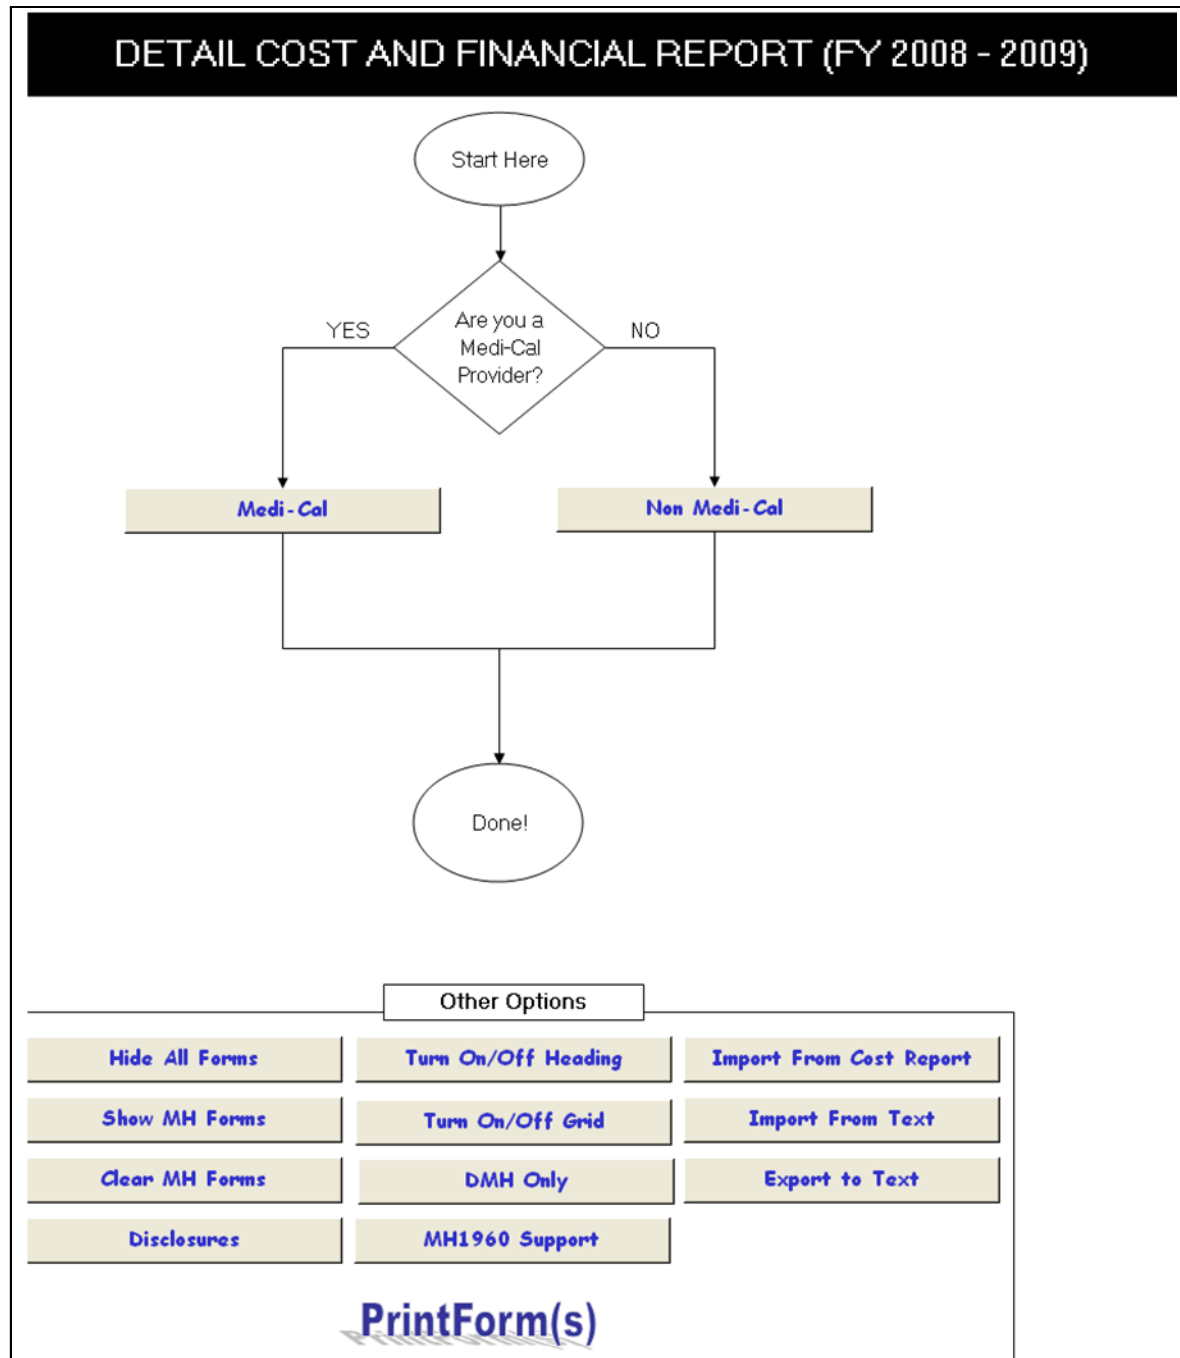 DETAIL COST AND FINANCIAL REPORT (FY 2008 - 2009)
Start Here
Are you a
Medi-Cal
Provider?
YES
NO
Medi-Cal
Non Medi-Cal
Done!
Other Options
Hide All Forms
Turn On/Off Heading
Import From Cost Report
Show MH Forms
Turn On/Off Grid
Import From Text
Clear MH Forms
DMH Only
Export to Text
Disclosures
MH1960 Support
PrintForm(s)